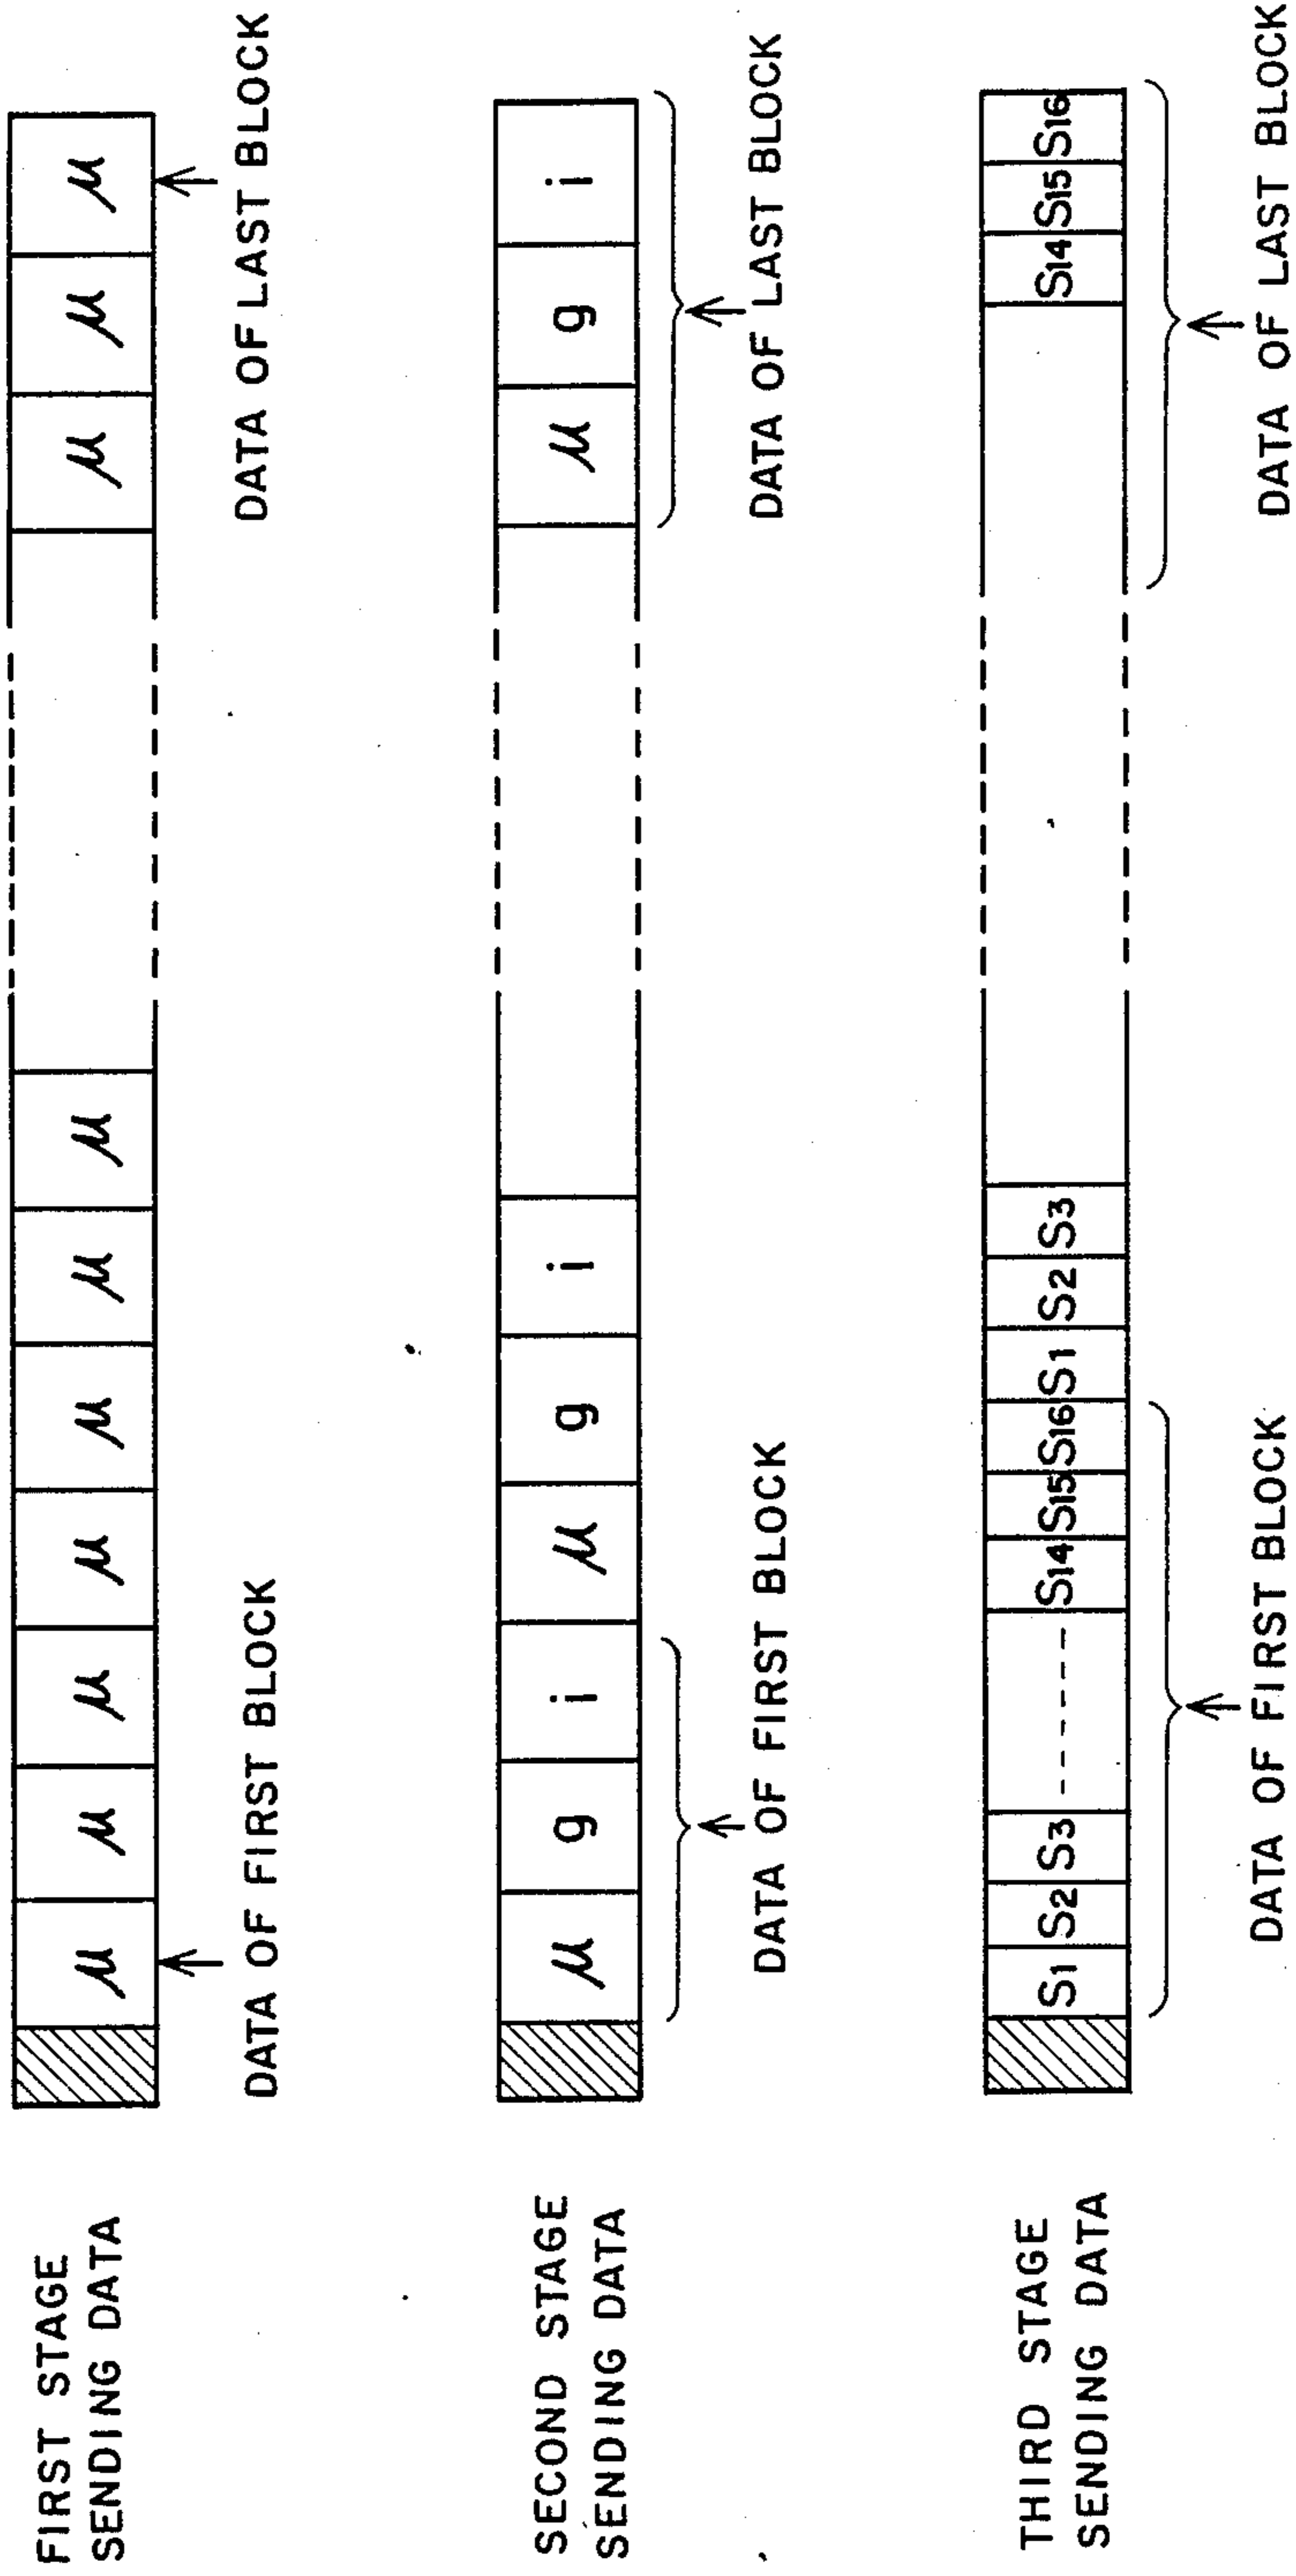 FIRST STAGE
SENDING DATA
μ μ μ μ μ μ μ μ μ μ
DATA OF FIRST BLOCK
DATA OF LAST BLOCK
SECOND STAGE
SENDING DATA
μ g i μ g i μ g i
DATA OF FIRST BLOCK
DATA OF LAST BLOCK
THIRD STAGE
SENDING DATA
S1 S2 S3 ------ S14 S15 S16 S1 S2 S3 S14 S15 S16
DATA OF FIRST BLOCK
DATA OF LAST BLOCK